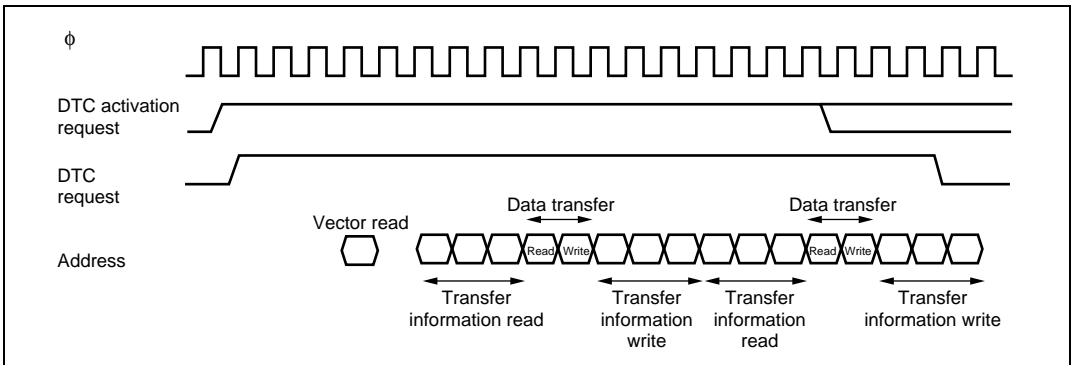 ϕ
DTC activation
request
DTC
request
Data transfer
Data transfer
Vector read
Address
Read
Write
Read
Write
Transfer
information read
Transfer
information
write
Transfer
information
read
Transfer
information write